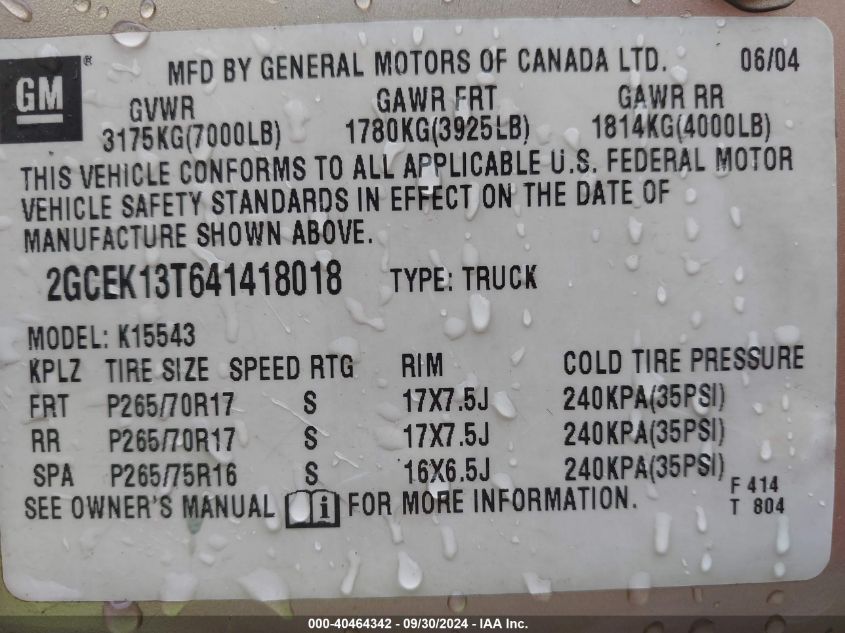 GM ®
MFD BY GENERAL MOTORS OF CANADA LTD. 06/04
GVWR GAWR FRT GAWR RR
3175KG(7000LB) 1780KG(3925LB) 1814KG(4000LB)
THIS VEHICLE CONFORMS TO ALL APPLICABLE U.S. FEDERAL MOTOR
VEHICLE SAFETY STANDARDS IN EFFECT ON THE DATE OF
MANUFACTURE SHOWN ABOVE.
2GCEK13T641418018 TYPE: TRUCK
MODEL: K15543
KPLZ TIRE SIZE SPEED RTG RIM COLD TIRE PRESSURE
FRT P265/70R17 S 17X7.5J 240KPA(35PSI)
RR P265/70R17 S 17X7.5J 240KPA(35PSI)
SPA P265/75R16 S 16X6.5J 240KPA(35PSI)
SEE OWNER'S MANUAL i FOR MORE INFORMATION.
F 414
T 804
000-40464342 - 09/30/2024 - IAA Inc.